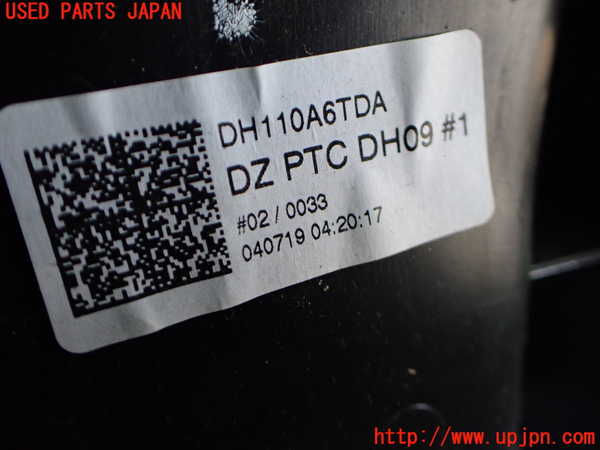 USED PARTS JAPAN
DH110A6TDA
DZ PTC DH09 #1
#02 / 0033
040719 04:20:17
http://www.upjpn.com/